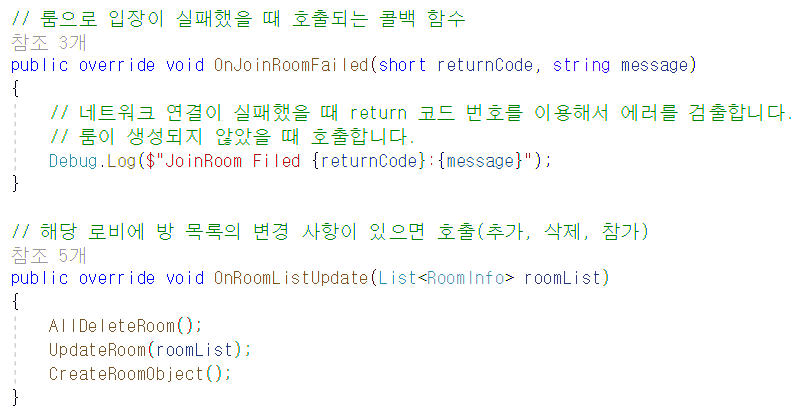 // 룸으로 입장이 실패했을 때 호출되는 콜백 함수
참조 3개
public override void OnJoinRoomFailed(short returnCode, string message)
{
// 네트워크 연결이 실패했을 때 return 코드 번호를 이용해서 에러를 검출합니다.
// 룸이 생성되지 않았을 때 호출합니다.
Debug.Log($"JoinRoom Filed {returnCode}:{message}");
}
// 해당 로비에 방 목록의 변경 사항이 있으면 호출(추가, 삭제, 참가)
참조 5개
public override void OnRoomListUpdate(List<RoomInfo> roomList)
{
AllDeleteRoom();
UpdateRoom(roomList);
CreateRoomObject();
}